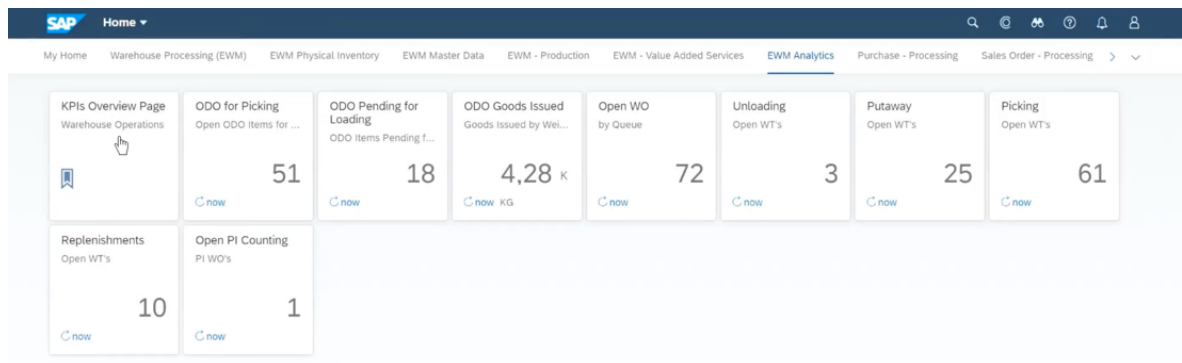 SAP Home
My Home Warehouse Processing (EWM) EWM Physical Inventory EWM Master Data EWM - Production EWM - Value Added Services EWM Analytics Purchase - Processing Sales Order - Processing
KPIs Overview Page
Warehouse Operations
ODO for Picking
Open ODO Items for ...
51
now
ODO Pending for
Loading
ODO Items Pending f...
18
now
ODO Goods Issued
Goods Issued by Wei...
4,28 K
now KG
Open WO
by Queue
72
now
Unloading
Open WT's
3
now
Putaway
Open WT's
25
now
Picking
Open WT's
61
now
Replenishments
Open WT's
10
now
Open PI Counting
PI WO's
1
now